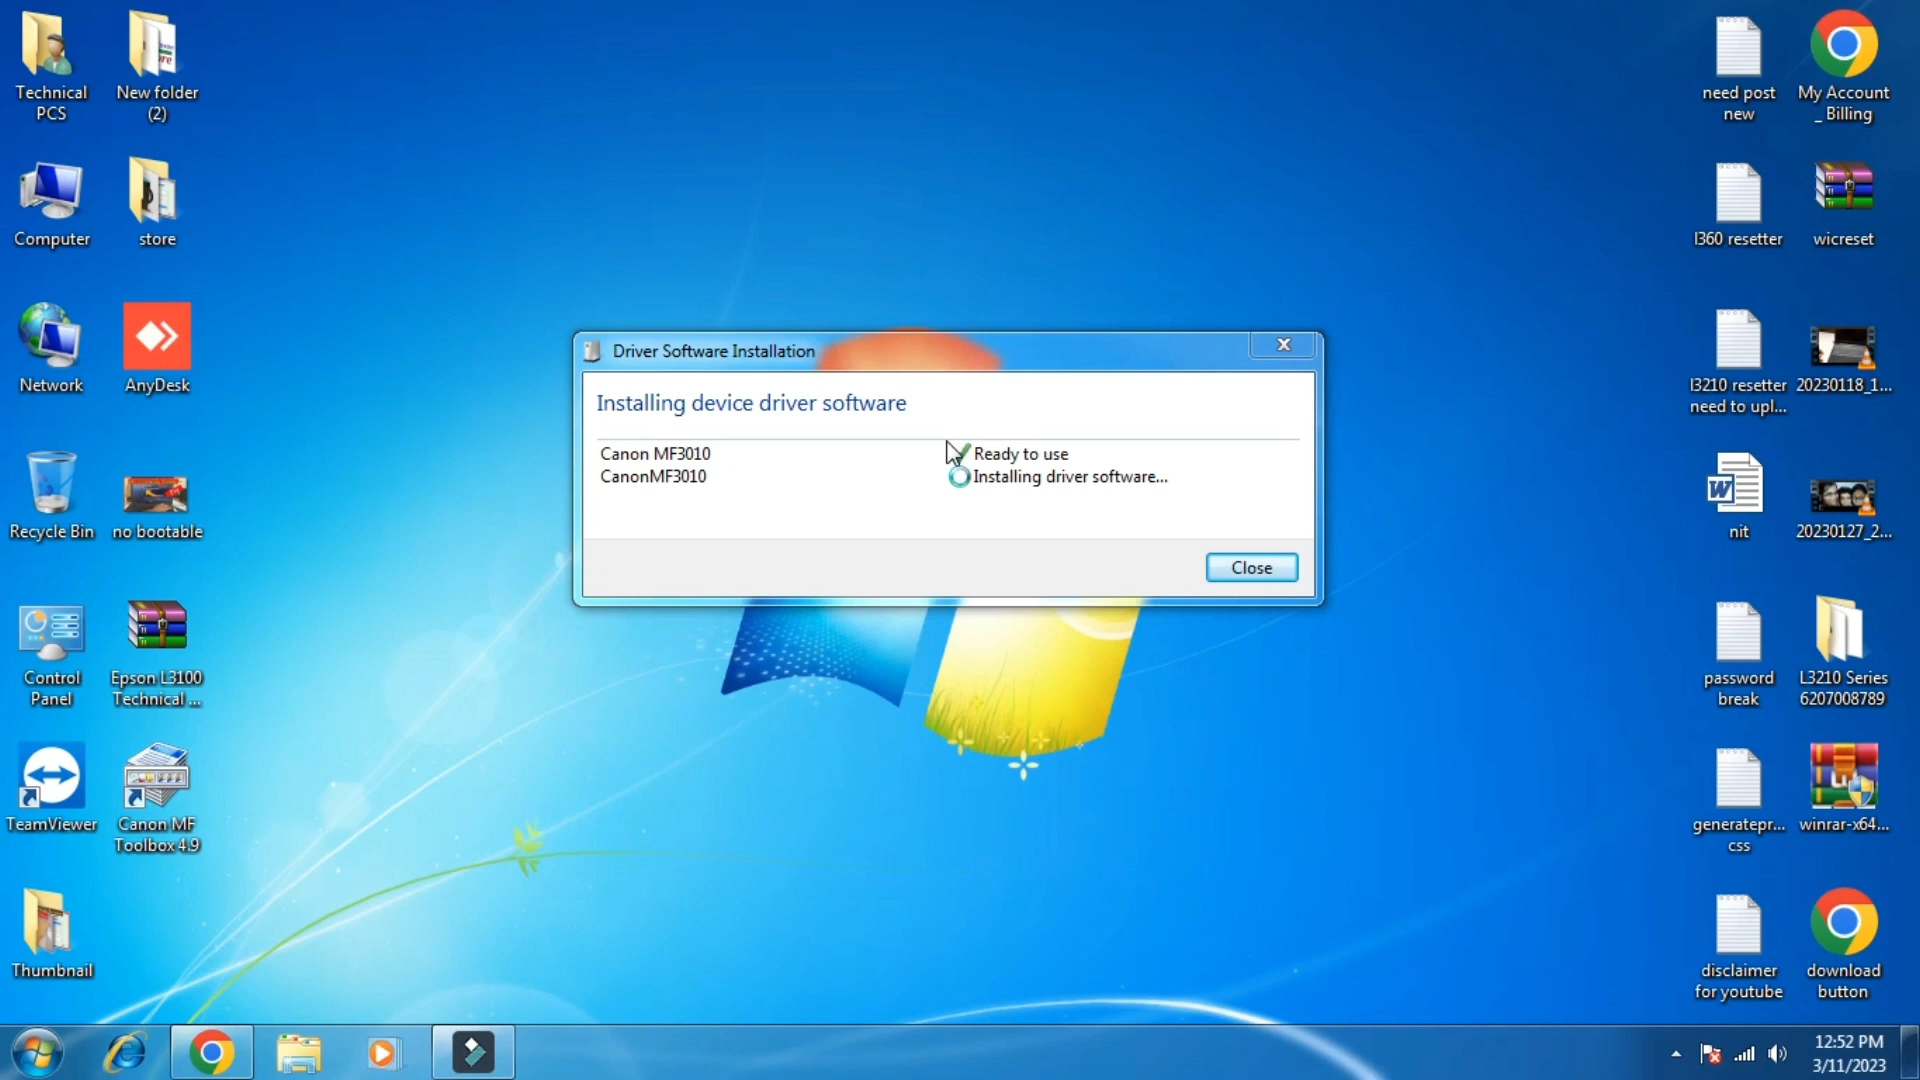 Technical
PCS
New folder
(2)
Computer
store
Network
AnyDesk
Recycle Bin
no bootable
Control
Panel
Epson L3100
Technical ...
TeamViewer
Canon MF
Toolbox 4.9
Thumbnail
Driver Software Installation
Installing device driver software
Canon MF3010
Ready to use
CanonMF3010
Installing driver software...
Close
need post
new
My Account
_ Billing
l360 resetter
wicreset
l3210 resetter
need to upl...
20230118_1...
nit
20230127_2...
password
break
L3210 Series
6207008789
generatepr...
css
winrar-x64...
disclaimer
for youtube
download
button
12:52 PM
3/11/2023